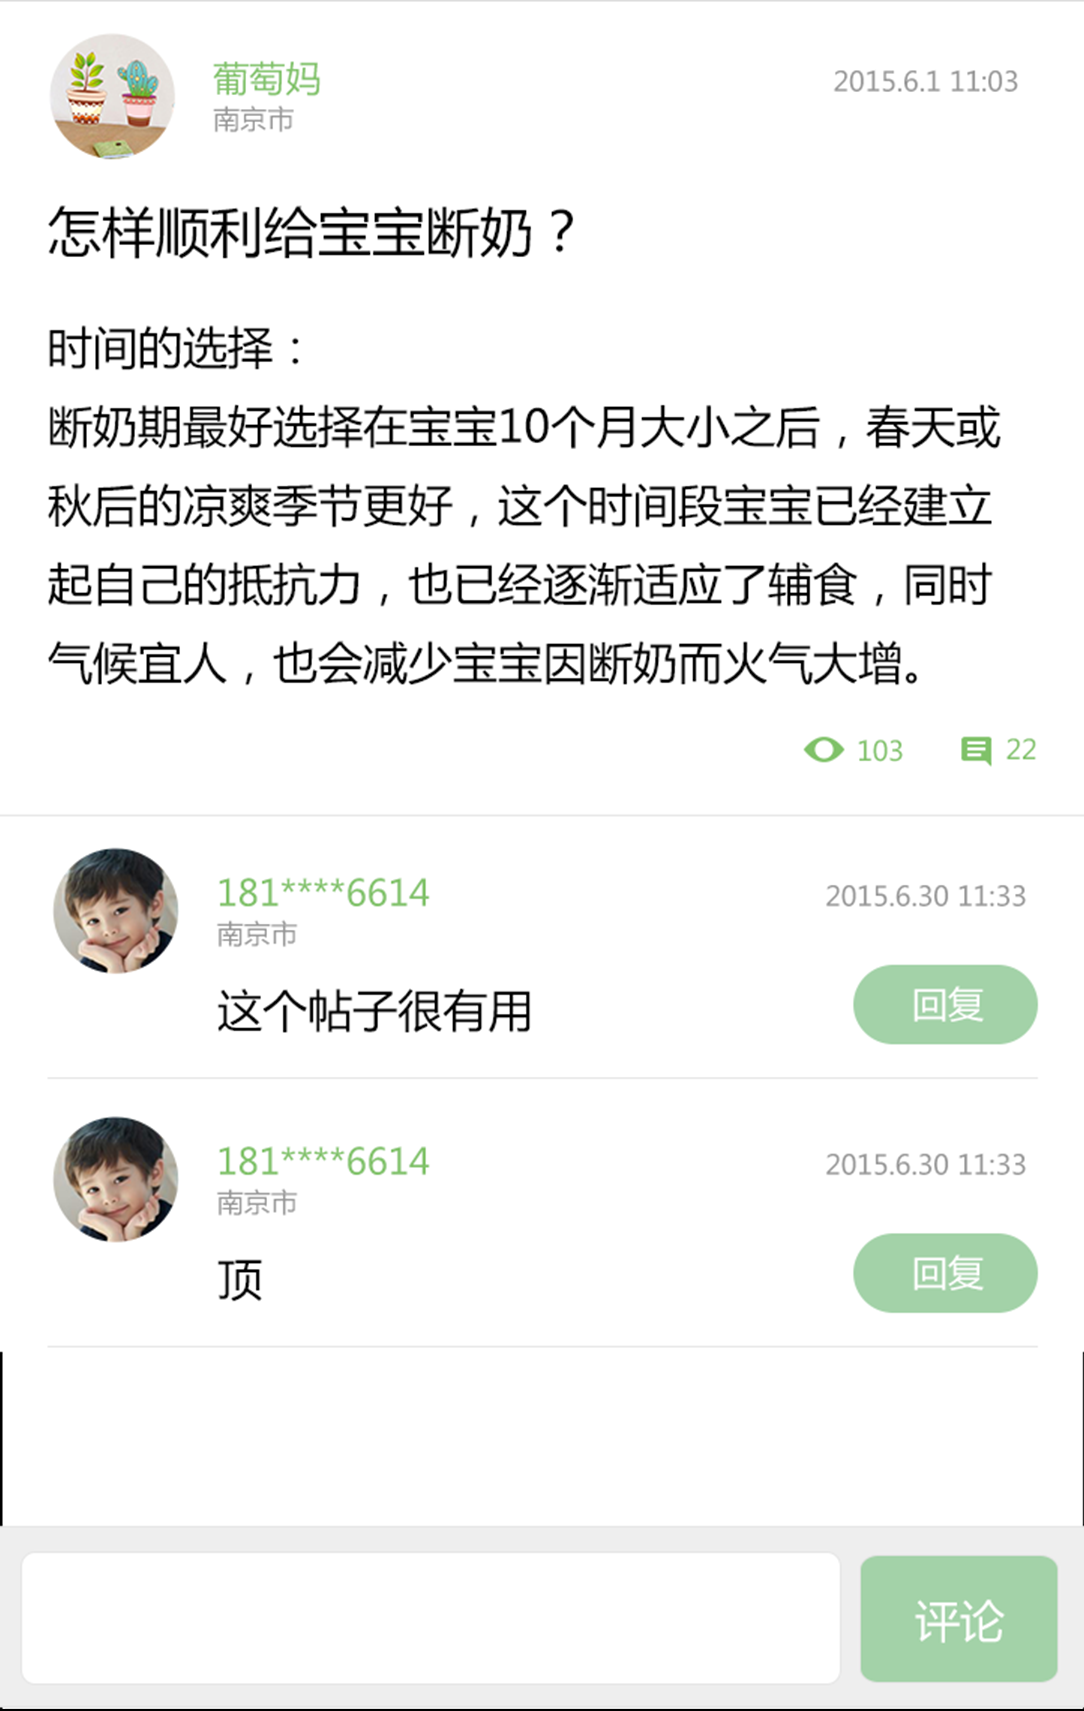 葡萄妈
2015.6.1 11:03
南京市
怎样顺利给宝宝断奶？
时间的选择：
断奶期最好选择在宝宝10个月大小之后，春天或
秋后的凉爽季节更好，这个时间段宝宝已经建立
起自己的抵抗力，也已经逐渐适应了辅食，同时
气候宜人，也会减少宝宝因断奶而火气大增。
103
22
181****6614
2015.6.30 11:33
南京市
这个帖子很有用
回复
181****6614
2015.6.30 11:33
南京市
顶
回复
评论